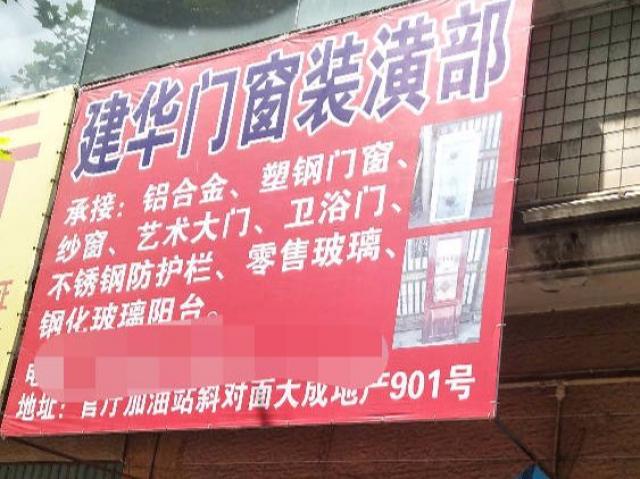 建华门窗装潢部
承接：铝合金、塑钢门窗、
纱窗、艺术大门、卫浴门、
不锈钢防护栏、零售玻璃、
钢化玻璃阳台。
地址：官厅加油站斜对面大成地产901号
证